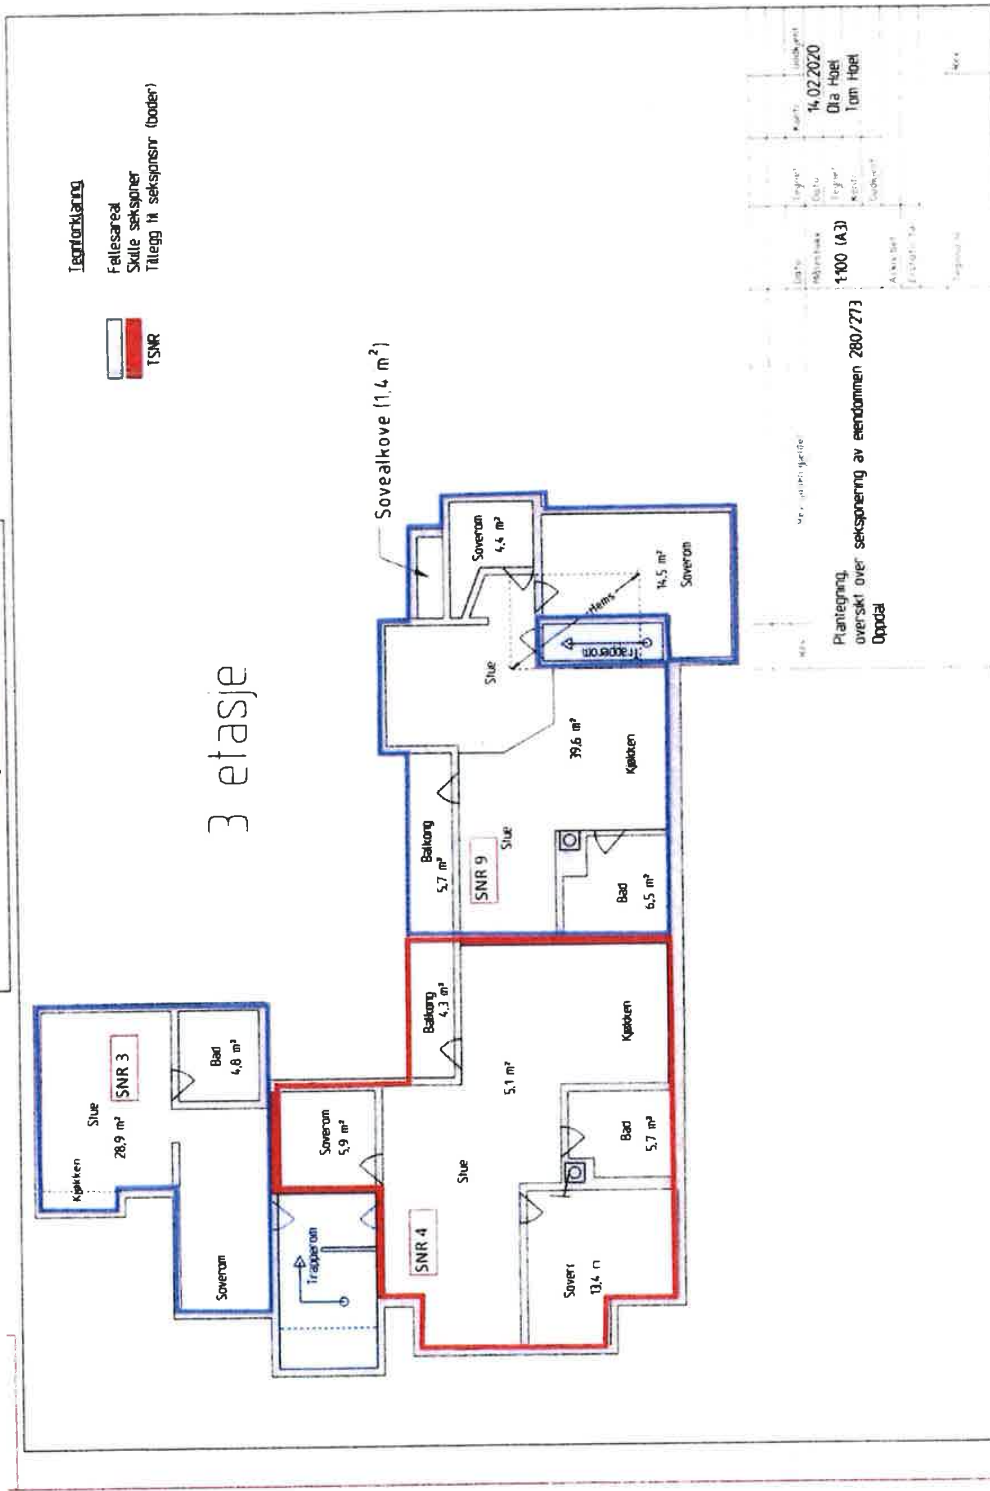 Tegnforklaring
Fellesareal
Skille seksjoner
TSNR
Tillegg til seksjonsnr (boder)
3 etasje
Sovealkove (1,4 m²)
Kjøkken
Stue
28,9 m²
SNR 3
Bad
4,8 m²
Soverom
Trapperom
Soverom
5,9 m²
Balkong
4,3 m²
SNR 4
Stue
5,1 m²
Kjøkken
Bad
5,7 m²
13,4
Balkong
5,7 m²
SNR 9
Stue
Stue
Soverom
4,4 m²
Hems
Trapperom
14,5 m²
Soverom
39,6 m²
Kjøkken
Bad
6,5 m²
Plantegning,
oversikt over seksjonering av eiendommen 280/273
Oppdal
Dato
Målestokk
1:100 (A3)
14.02.2020
Ola Hoel
Tom Hoel